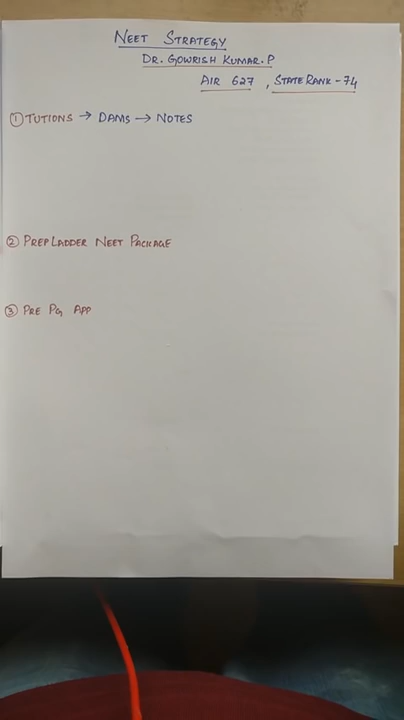 NEET STRATEGY
DR. GOWRISH KUMAR. P
AIR 627 , STATE RANK - 74
① TUTIONS → DAMS → NOTES
② PREPLADDER NEET PACKAGE
③ PRE PG APP